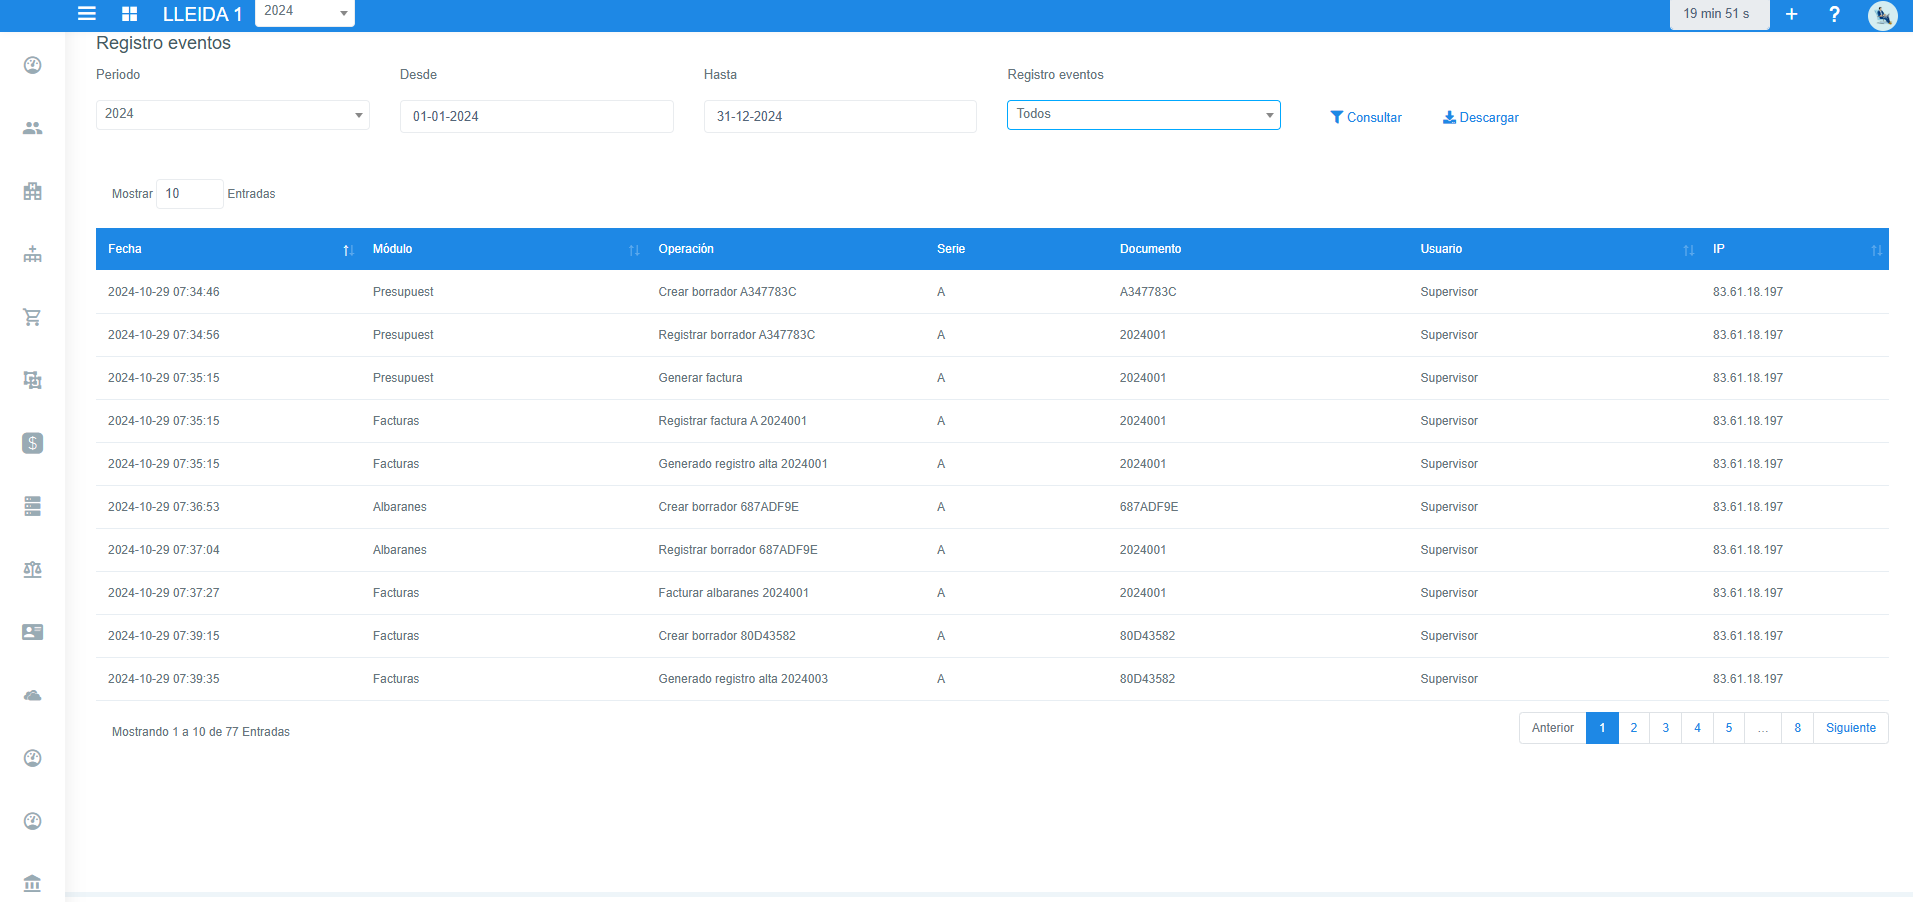 LLEIDA 1 2024 19 min 51 s + ?
Registro eventos
Periodo Desde Hasta Registro eventos
2024 01-01-2024 31-12-2024 Todos Consultar Descargar
Mostrar 10 Entradas
Fecha Módulo Operación Serie Documento Usuario IP
2024-10-29 07:34:46 Presupuest Crear borrador A347783C A A347783C Supervisor 83.61.18.197
2024-10-29 07:34:56 Presupuest Registrar borrador A347783C A 2024001 Supervisor 83.61.18.197
2024-10-29 07:35:15 Presupuest Generar factura A 2024001 Supervisor 83.61.18.197
2024-10-29 07:35:15 Facturas Registrar factura A 2024001 A 2024001 Supervisor 83.61.18.197
2024-10-29 07:35:15 Facturas Generado registro alta 2024001 A 2024001 Supervisor 83.61.18.197
2024-10-29 07:36:53 Albaranes Crear borrador 687ADF9E A 687ADF9E Supervisor 83.61.18.197
2024-10-29 07:37:04 Albaranes Registrar borrador 687ADF9E A 2024001 Supervisor 83.61.18.197
2024-10-29 07:37:27 Facturas Facturar albaranes 2024001 A 2024001 Supervisor 83.61.18.197
2024-10-29 07:39:15 Facturas Crear borrador 80D43582 A 80D43582 Supervisor 83.61.18.197
2024-10-29 07:39:35 Facturas Generado registro alta 2024003 A 80D43582 Supervisor 83.61.18.197
Mostrando 1 a 10 de 77 Entradas Anterior 1 2 3 4 5 ... 8 Siguiente